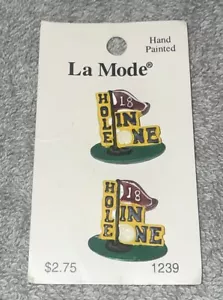 Hand
Painted
La Mode®
18
HOLE
IN
ONE
18
HOLE
IN
ONE
$2.75 1239